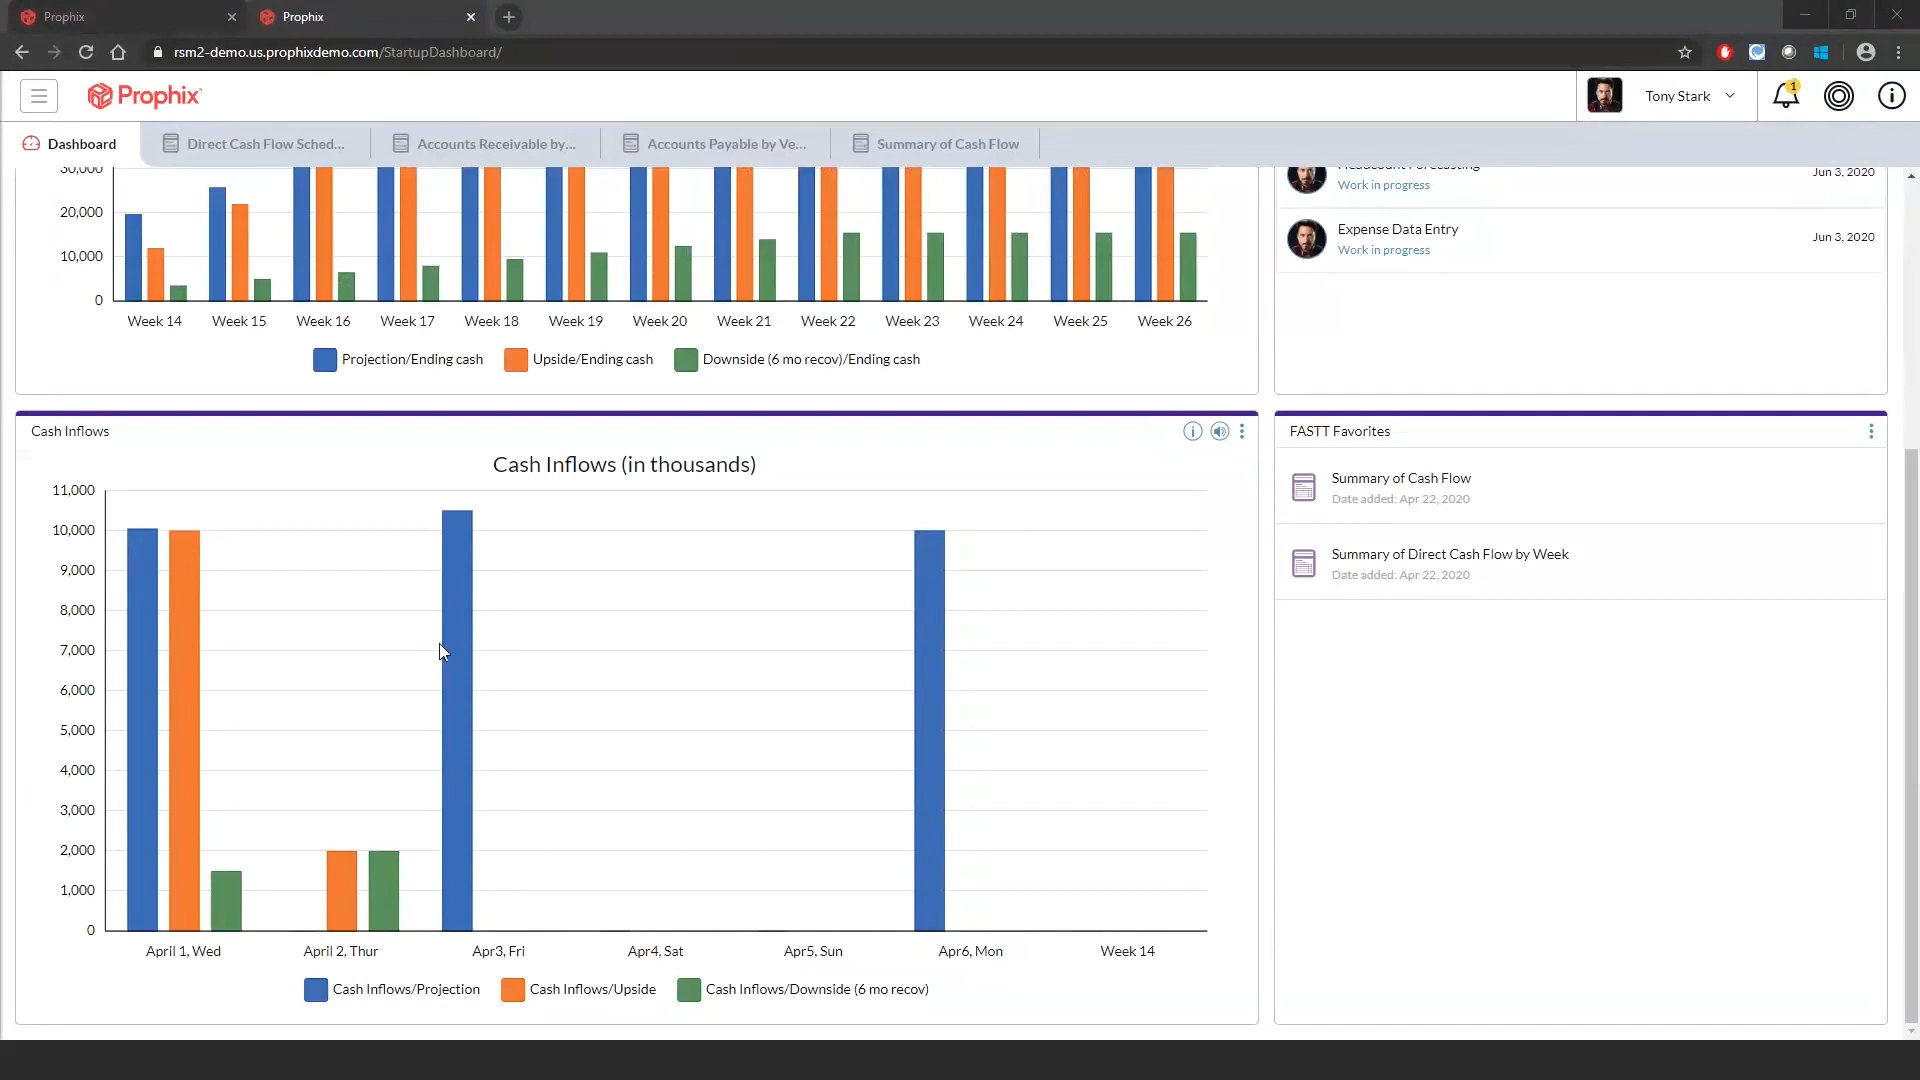 Prophix
Prophix
rsm2-demo.us.prophixdemo.com/StartupDashboard/
Prophix
Tony Stark
1
Dashboard
Direct Cash Flow Sched...
Accounts Receivable by...
Accounts Payable by Ve...
Summary of Cash Flow
30,000
20,000
10,000
0
Week 14
Week 15
Week 16
Week 17
Week 18
Week 19
Week 20
Week 21
Week 22
Week 23
Week 24
Week 25
Week 26
Projection/Ending cash
Upside/Ending cash
Downside (6 mo recov)/Ending cash
Headcount Forecasting
Jun 3, 2020
Work in progress
Expense Data Entry
Jun 3, 2020
Work in progress
Cash Inflows
Cash Inflows (in thousands)
11,000
10,000
9,000
8,000
7,000
6,000
5,000
4,000
3,000
2,000
1,000
0
April 1, Wed
April 2, Thur
Apr3, Fri
Apr4, Sat
Apr5, Sun
Apr6, Mon
Week 14
Cash Inflows/Projection
Cash Inflows/Upside
Cash Inflows/Downside (6 mo recov)
FASTT Favorites
Summary of Cash Flow
Date added: Apr 22, 2020
Summary of Direct Cash Flow by Week
Date added: Apr 22, 2020